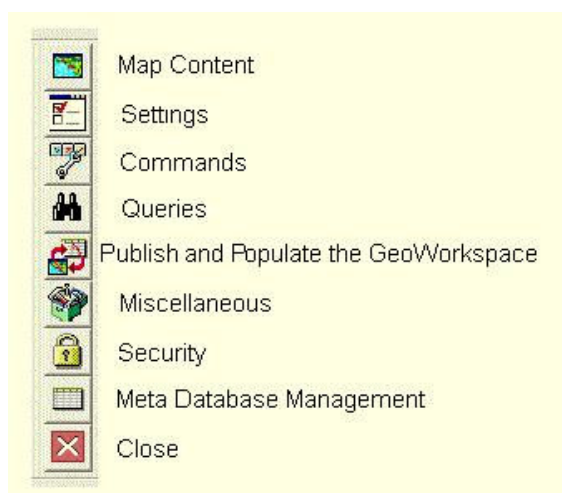 Map Content
Settings
Commands
Queries
Publish and Populate the GeoWorkspace
Miscellaneous
Security
Meta Database Management
Close